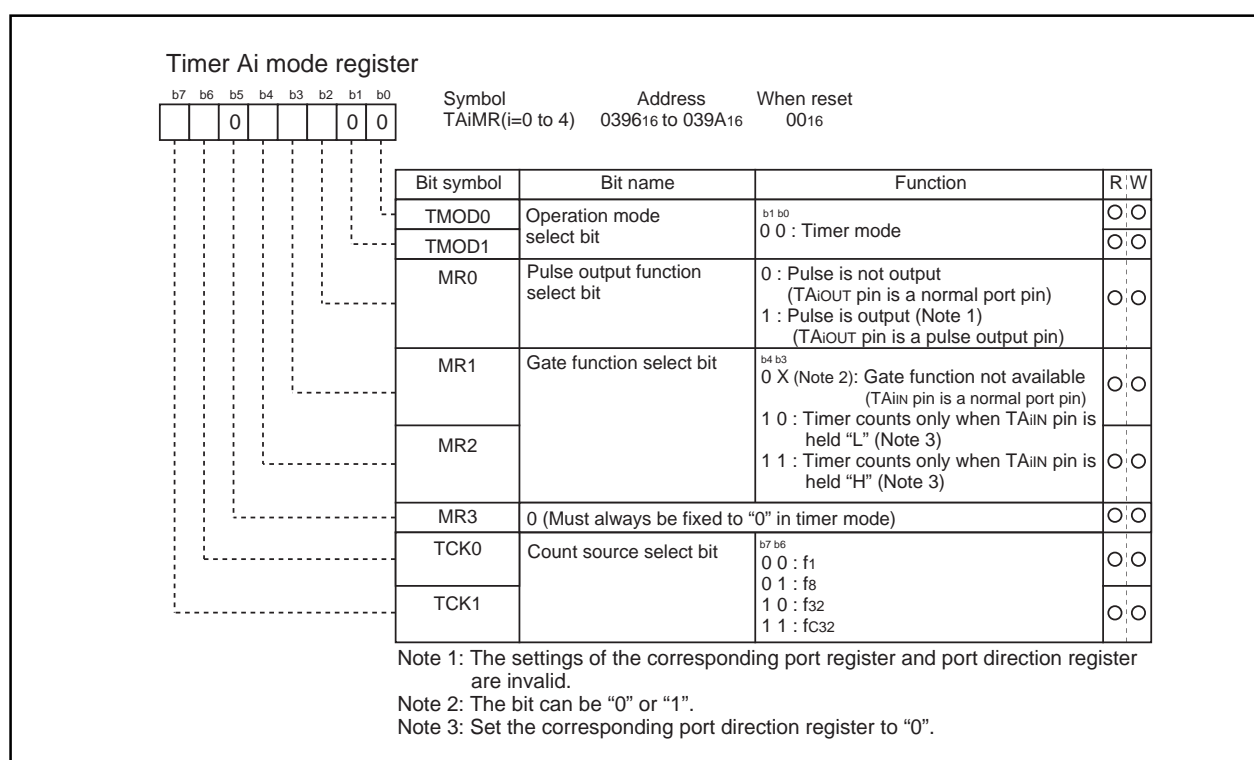 Timer Ai mode register
b7 b6 b5 b4 b3 b2 b1 b0
0 0 0
Symbol Address When reset
TAiMR(i=0 to 4) 039616 to 039A16 0016
Bit symbol Bit name Function R W
TMOD0 Operation mode select bit b1 b0
0 0 : Timer mode
TMOD1
MR0 Pulse output function select bit 0 : Pulse is not output
(TAiOUT pin is a normal port pin)
1 : Pulse is output (Note 1)
(TAiOUT pin is a pulse output pin)
MR1 Gate function select bit b4 b3
0 X (Note 2): Gate function not available
(TAiIN pin is a normal port pin)
1 0 : Timer counts only when TAiIN pin is
held “L” (Note 3)
MR2
1 1 : Timer counts only when TAiIN pin is
held “H” (Note 3)
MR3 0 (Must always be fixed to “0” in timer mode)
TCK0 Count source select bit b7 b6
0 0 : f1
0 1 : f8
TCK1
1 0 : f32
1 1 : fC32
Note 1: The settings of the corresponding port register and port direction register
are invalid.
Note 2: The bit can be “0” or “1”.
Note 3: Set the corresponding port direction register to “0”.